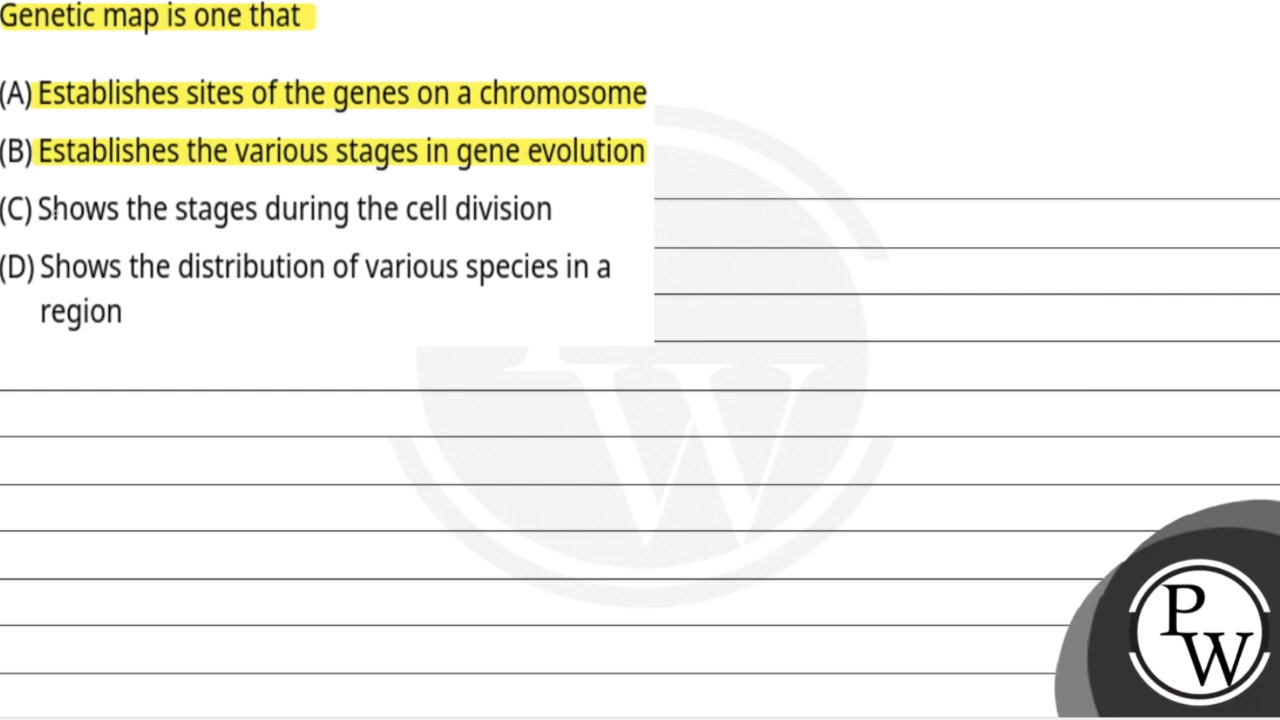 Genetic map is one that
(A) Establishes sites of the genes on a chromosome
(B) Establishes the various stages in gene evolution
(C) Shows the stages during the cell division
(D) Shows the distribution of various species in a
region
W
P
W